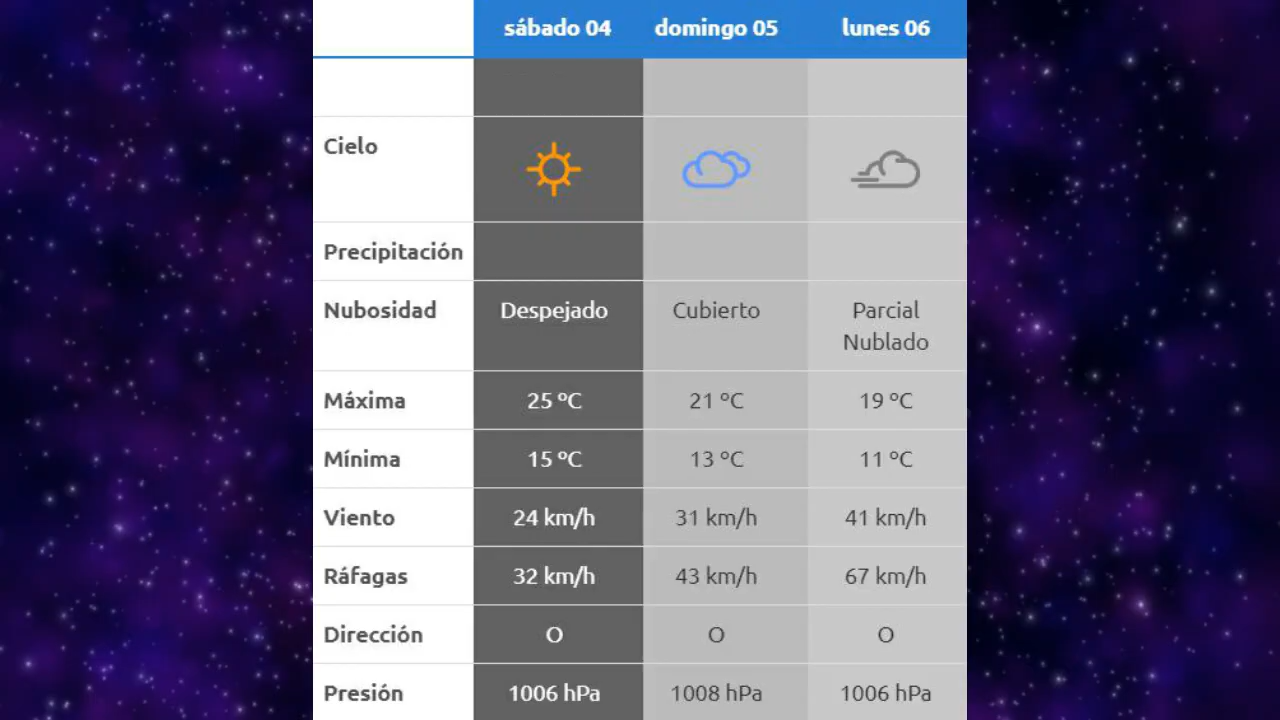 sábado 04 domingo 05 lunes 06
Cielo
Precipitación
Nubosidad Despejado Cubierto Parcial
Nublado
Máxima 25 ºC 21 ºC 19 ºC
Mínima 15 ºC 13 ºC 11 ºC
Viento 24 km/h 31 km/h 41 km/h
Ráfagas 32 km/h 43 km/h 67 km/h
Dirección O O O
Presión 1006 hPa 1008 hPa 1006 hPa